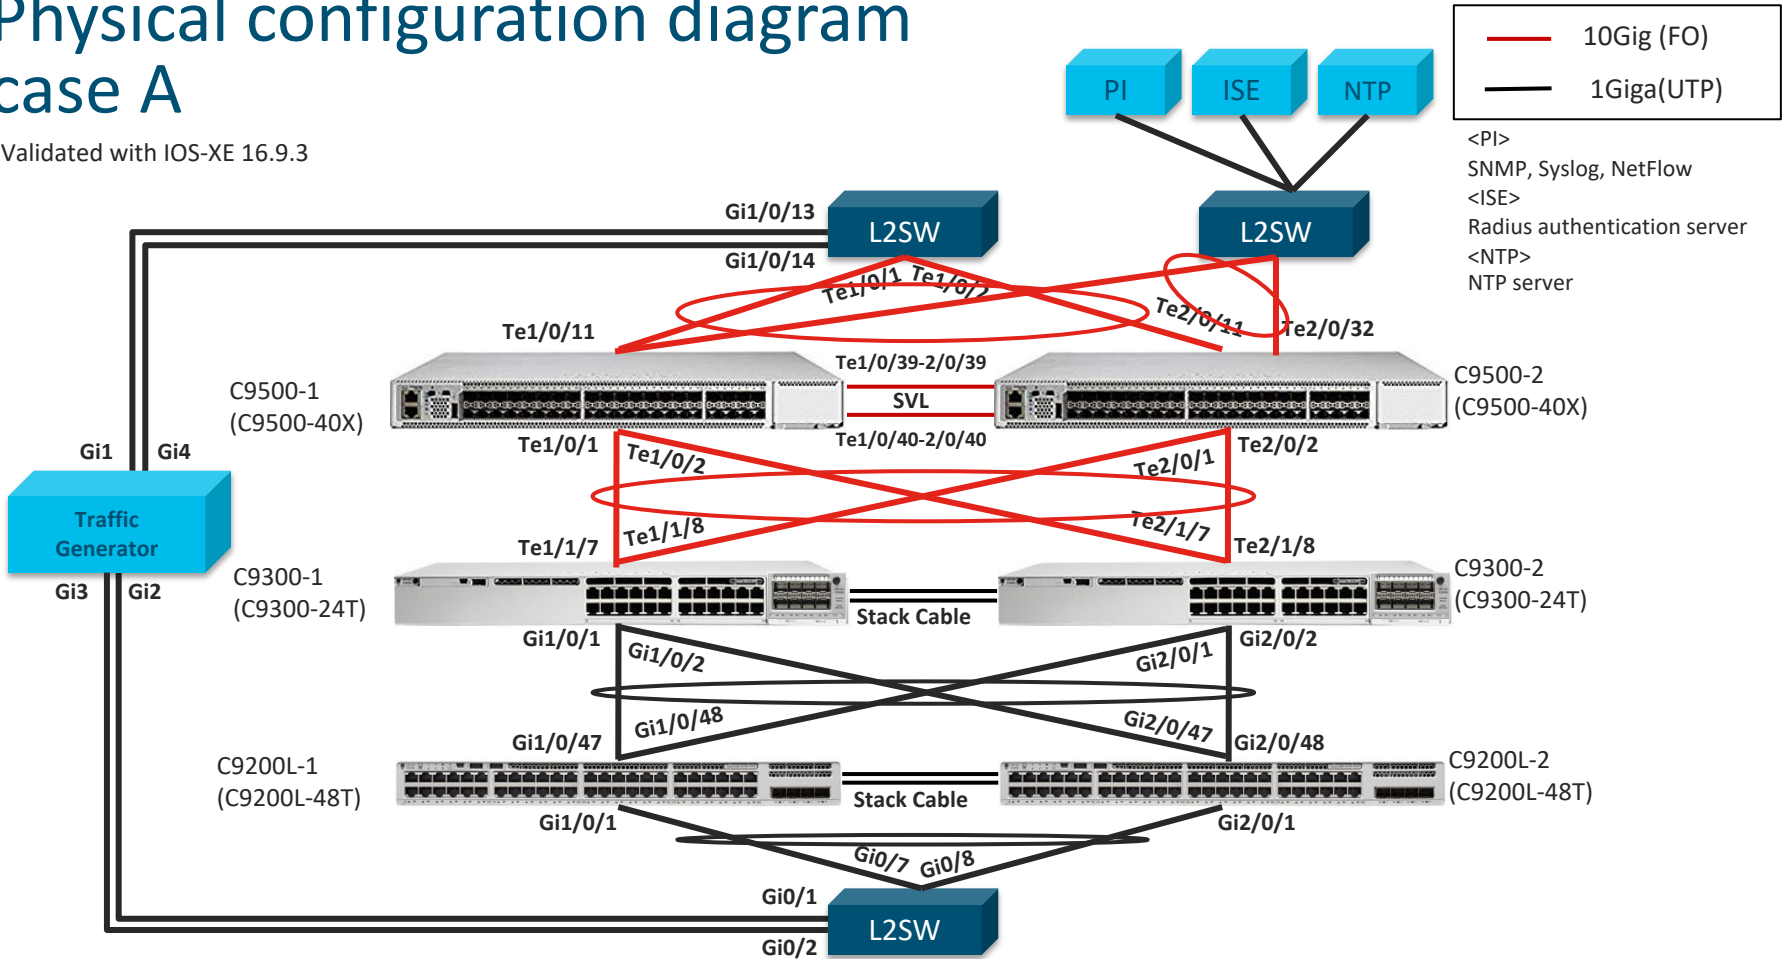 Physical configuration diagram
case A
Validated with IOS-XE 16.9.3
10Gig (FO)
1Giga(UTP)
PI
ISE
NTP
<PI>
SNMP, Syslog, NetFlow
<ISE>
Radius authentication server
<NTP>
NTP server
Gi1/0/13
L2SW
L2SW
Gi1/0/14
Te1/0/1
Te1/0/2
Te1/0/11
Te2/0/11
Te2/0/32
Te1/0/39-2/0/39
C9500-1
(C9500-40X)
SVL
C9500-2
(C9500-40X)
Te1/0/40-2/0/40
Te1/0/1
Te1/0/2
Te2/0/1
Te2/0/2
Gi1
Gi4
Traffic
Generator
Gi3
Gi2
Te1/1/7
Te1/1/8
Te2/1/7
Te2/1/8
C9300-1
(C9300-24T)
Stack Cable
C9300-2
(C9300-24T)
Gi1/0/1
Gi1/0/2
Gi2/0/1
Gi2/0/2
Gi1/0/47
Gi1/0/48
Gi2/0/47
Gi2/0/48
C9200L-1
(C9200L-48T)
Stack Cable
C9200L-2
(C9200L-48T)
Gi1/0/1
Gi2/0/1
Gi0/7
Gi0/8
Gi0/1
L2SW
Gi0/2